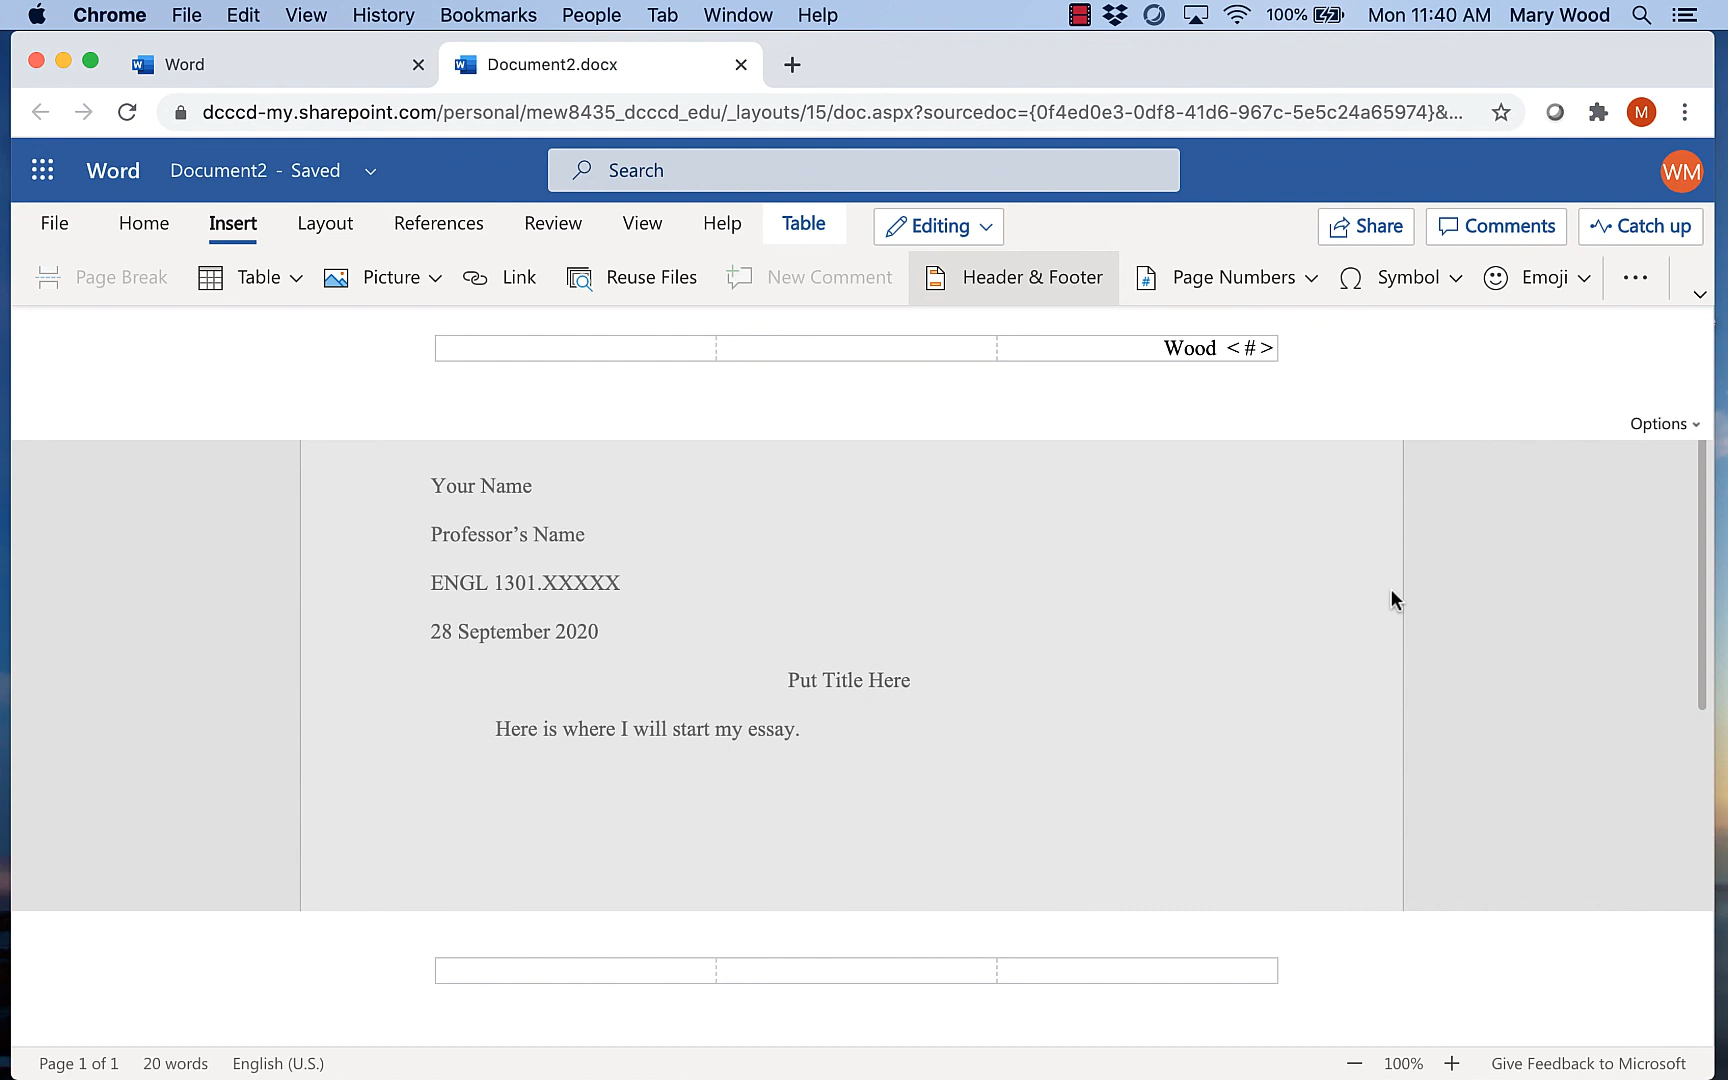 Chrome File Edit View History Bookmarks People Tab Window Help 100% Mon 11:40 AM Mary Wood
Word Document2.docx
dcccd-my.sharepoint.com/personal/mew8435_dcccd_edu/_layouts/15/doc.aspx?sourcedoc={0f4ed0e3-0df8-41d6-967c-5e5c24a65974}&... M
Word Document2 - Saved Search WM
File Home Insert Layout References Review View Help Table Editing Share Comments Catch up
Page Break Table Picture Link Reuse Files New Comment Header & Footer Page Numbers Symbol Emoji ...
Wood <#>
Options
Your Name
Professor’s Name
ENGL 1301.XXXXX
28 September 2020
Put Title Here
Here is where I will start my essay.
Page 1 of 1 20 words English (U.S.) — 100% + Give Feedback to Microsoft